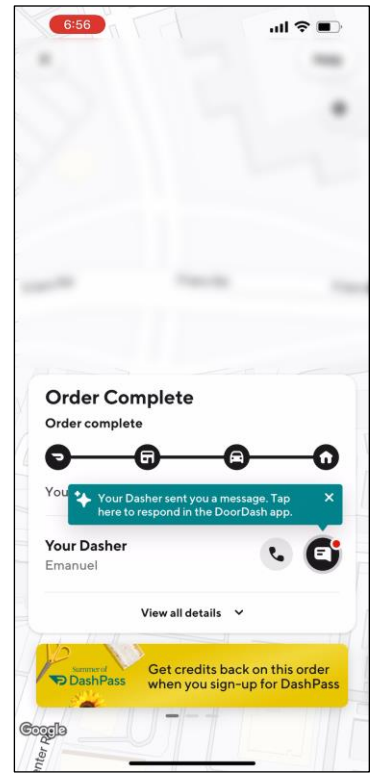 6:56
Order Complete
Order complete
You
Your Dasher sent you a message. Tap
here to respond in the DoorDash app.
Your Dasher
Emanuel
View all details
Summer of
DashPass
Get credits back on this order
when you sign-up for DashPass
Google
enter R